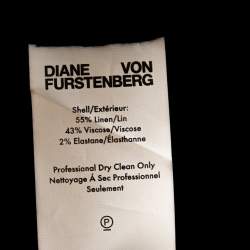 DIANE VON
FURSTENBERG
Shell/Extérieur:
55% Linen/Lin
43% Viscose/Viscose
2% Elastane/Élasthanne
Professional Dry Clean Only
Nettoyage Á Sec Professionnel
Seulement
P